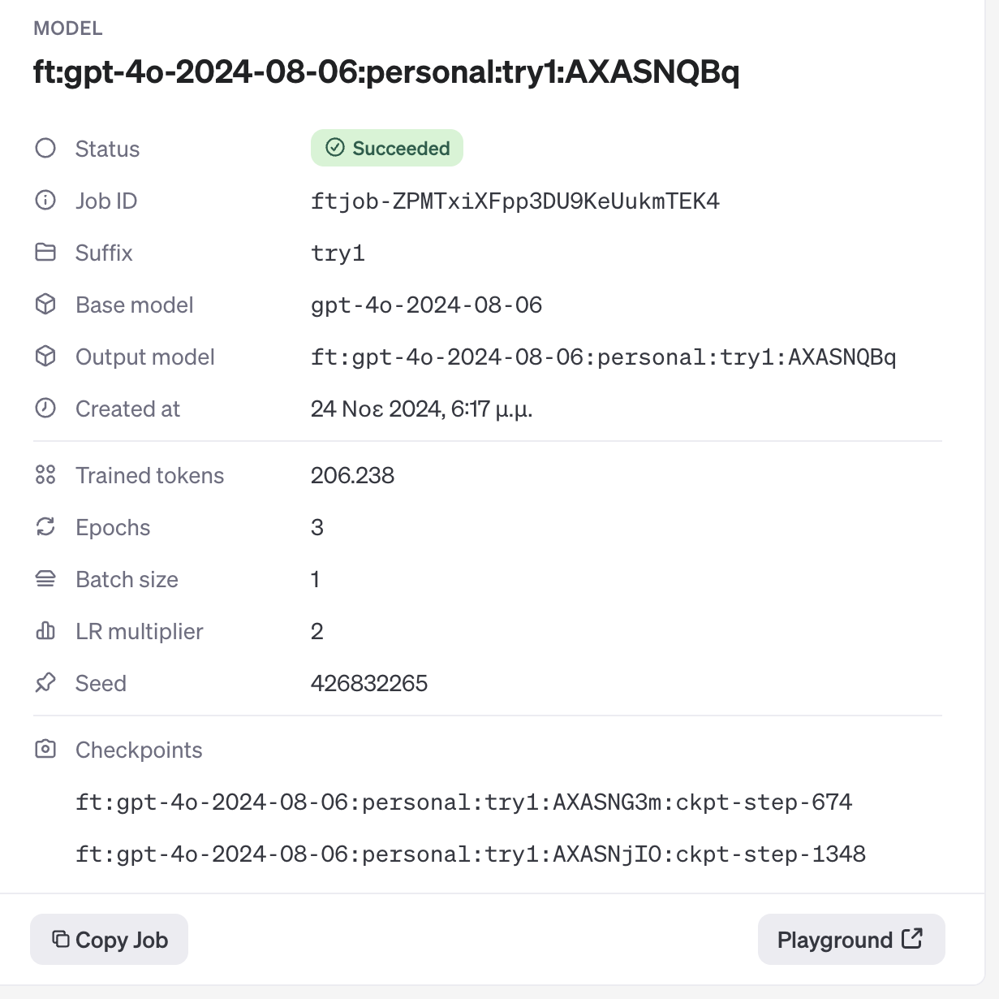 MODEL
ft:gpt-4o-2024-08-06:personal:try1:AXASNQBq
Status Succeeded
Job ID ftjob-ZPMTxiXFpp3DU9KeUukmTEK4
Suffix try1
Base model gpt-4o-2024-08-06
Output model ft:gpt-4o-2024-08-06:personal:try1:AXASNQBq
Created at 24 Νοε 2024, 6:17 μ.μ.
Trained tokens 206.238
Epochs 3
Batch size 1
LR multiplier 2
Seed 426832265
Checkpoints
ft:gpt-4o-2024-08-06:personal:try1:AXASNG3m:ckpt-step-674
ft:gpt-4o-2024-08-06:personal:try1:AXASNjIO:ckpt-step-1348
Copy Job Playground